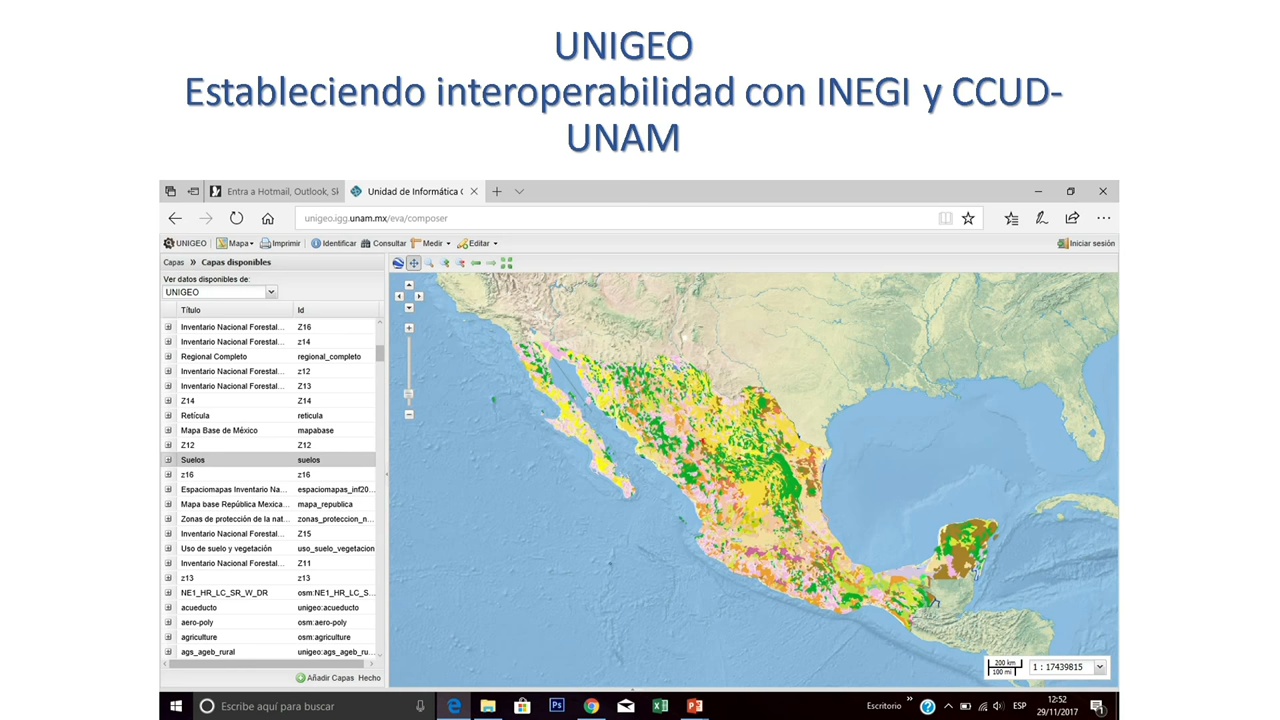 UNIGEO
Estableciendo interoperabilidad con INEGI y CCUD-
UNAM
Entra a Hotmail, Outlook, Sk
Unidad de Informática G
unigeo.igg.unam.mx/eva/composer
UNIGEO Mapa Imprimir Identificar Consultar Medir Editar Iniciar sesión
Capas » Capas disponibles
Ver datos disponibles de:
UNIGEO
Título Id
Inventario Nacional Forestal... Z16
Inventario Nacional Forestal... z14
Regional Completo regional_completo
Inventario Nacional Forestal... z12
Inventario Nacional Forestal... Z13
Z14 Z14
Retícula reticula
Mapa Base de México mapabase
Z12 Z12
Suelos suelos
z16 z16
Espaciomapas Inventario Na... espaciomapas_inf20...
Mapa base República Mexica... mapa_republica
Zonas de protección de la nat... zonas_proteccion_n...
Inventario Nacional Forestal... Z15
Uso de suelo y vegetación uso_suelo_vegetacion
Inventario Nacional Forestal... Z11
z13 z13
NE1_HR_LC_SR_W_DR osm:NE1_HR_LC_S...
acueducto unigeo:acueducto
aero-poly osm:aero-poly
agriculture osm:agriculture
ags_ageb_rural unigeo:ags_ageb_ru...
Añadir Capas Hecho
200 km
100 mi
1 : 17439815
Escribe aquí para buscar
Escritorio » ESP
12:52
29/11/2017